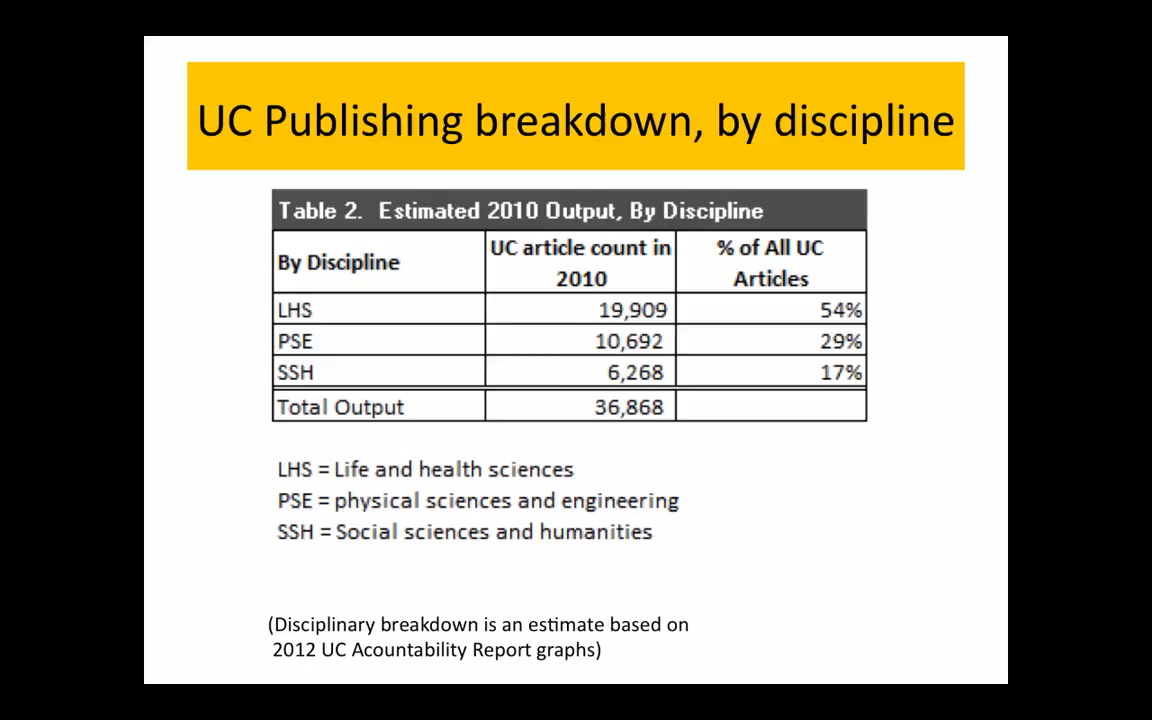 UC Publishing breakdown, by discipline
Table 2. Estimated 2010 Output, By Discipline
By Discipline UC article count in 2010 % of All UC Articles
LHS 19,909 54%
PSE 10,692 29%
SSH 6,268 17%
Total Output 36,868
LHS = Life and health sciences
PSE = physical sciences and engineering
SSH = Social sciences and humanities
(Disciplinary breakdown is an estimate based on
2012 UC Acountability Report graphs)